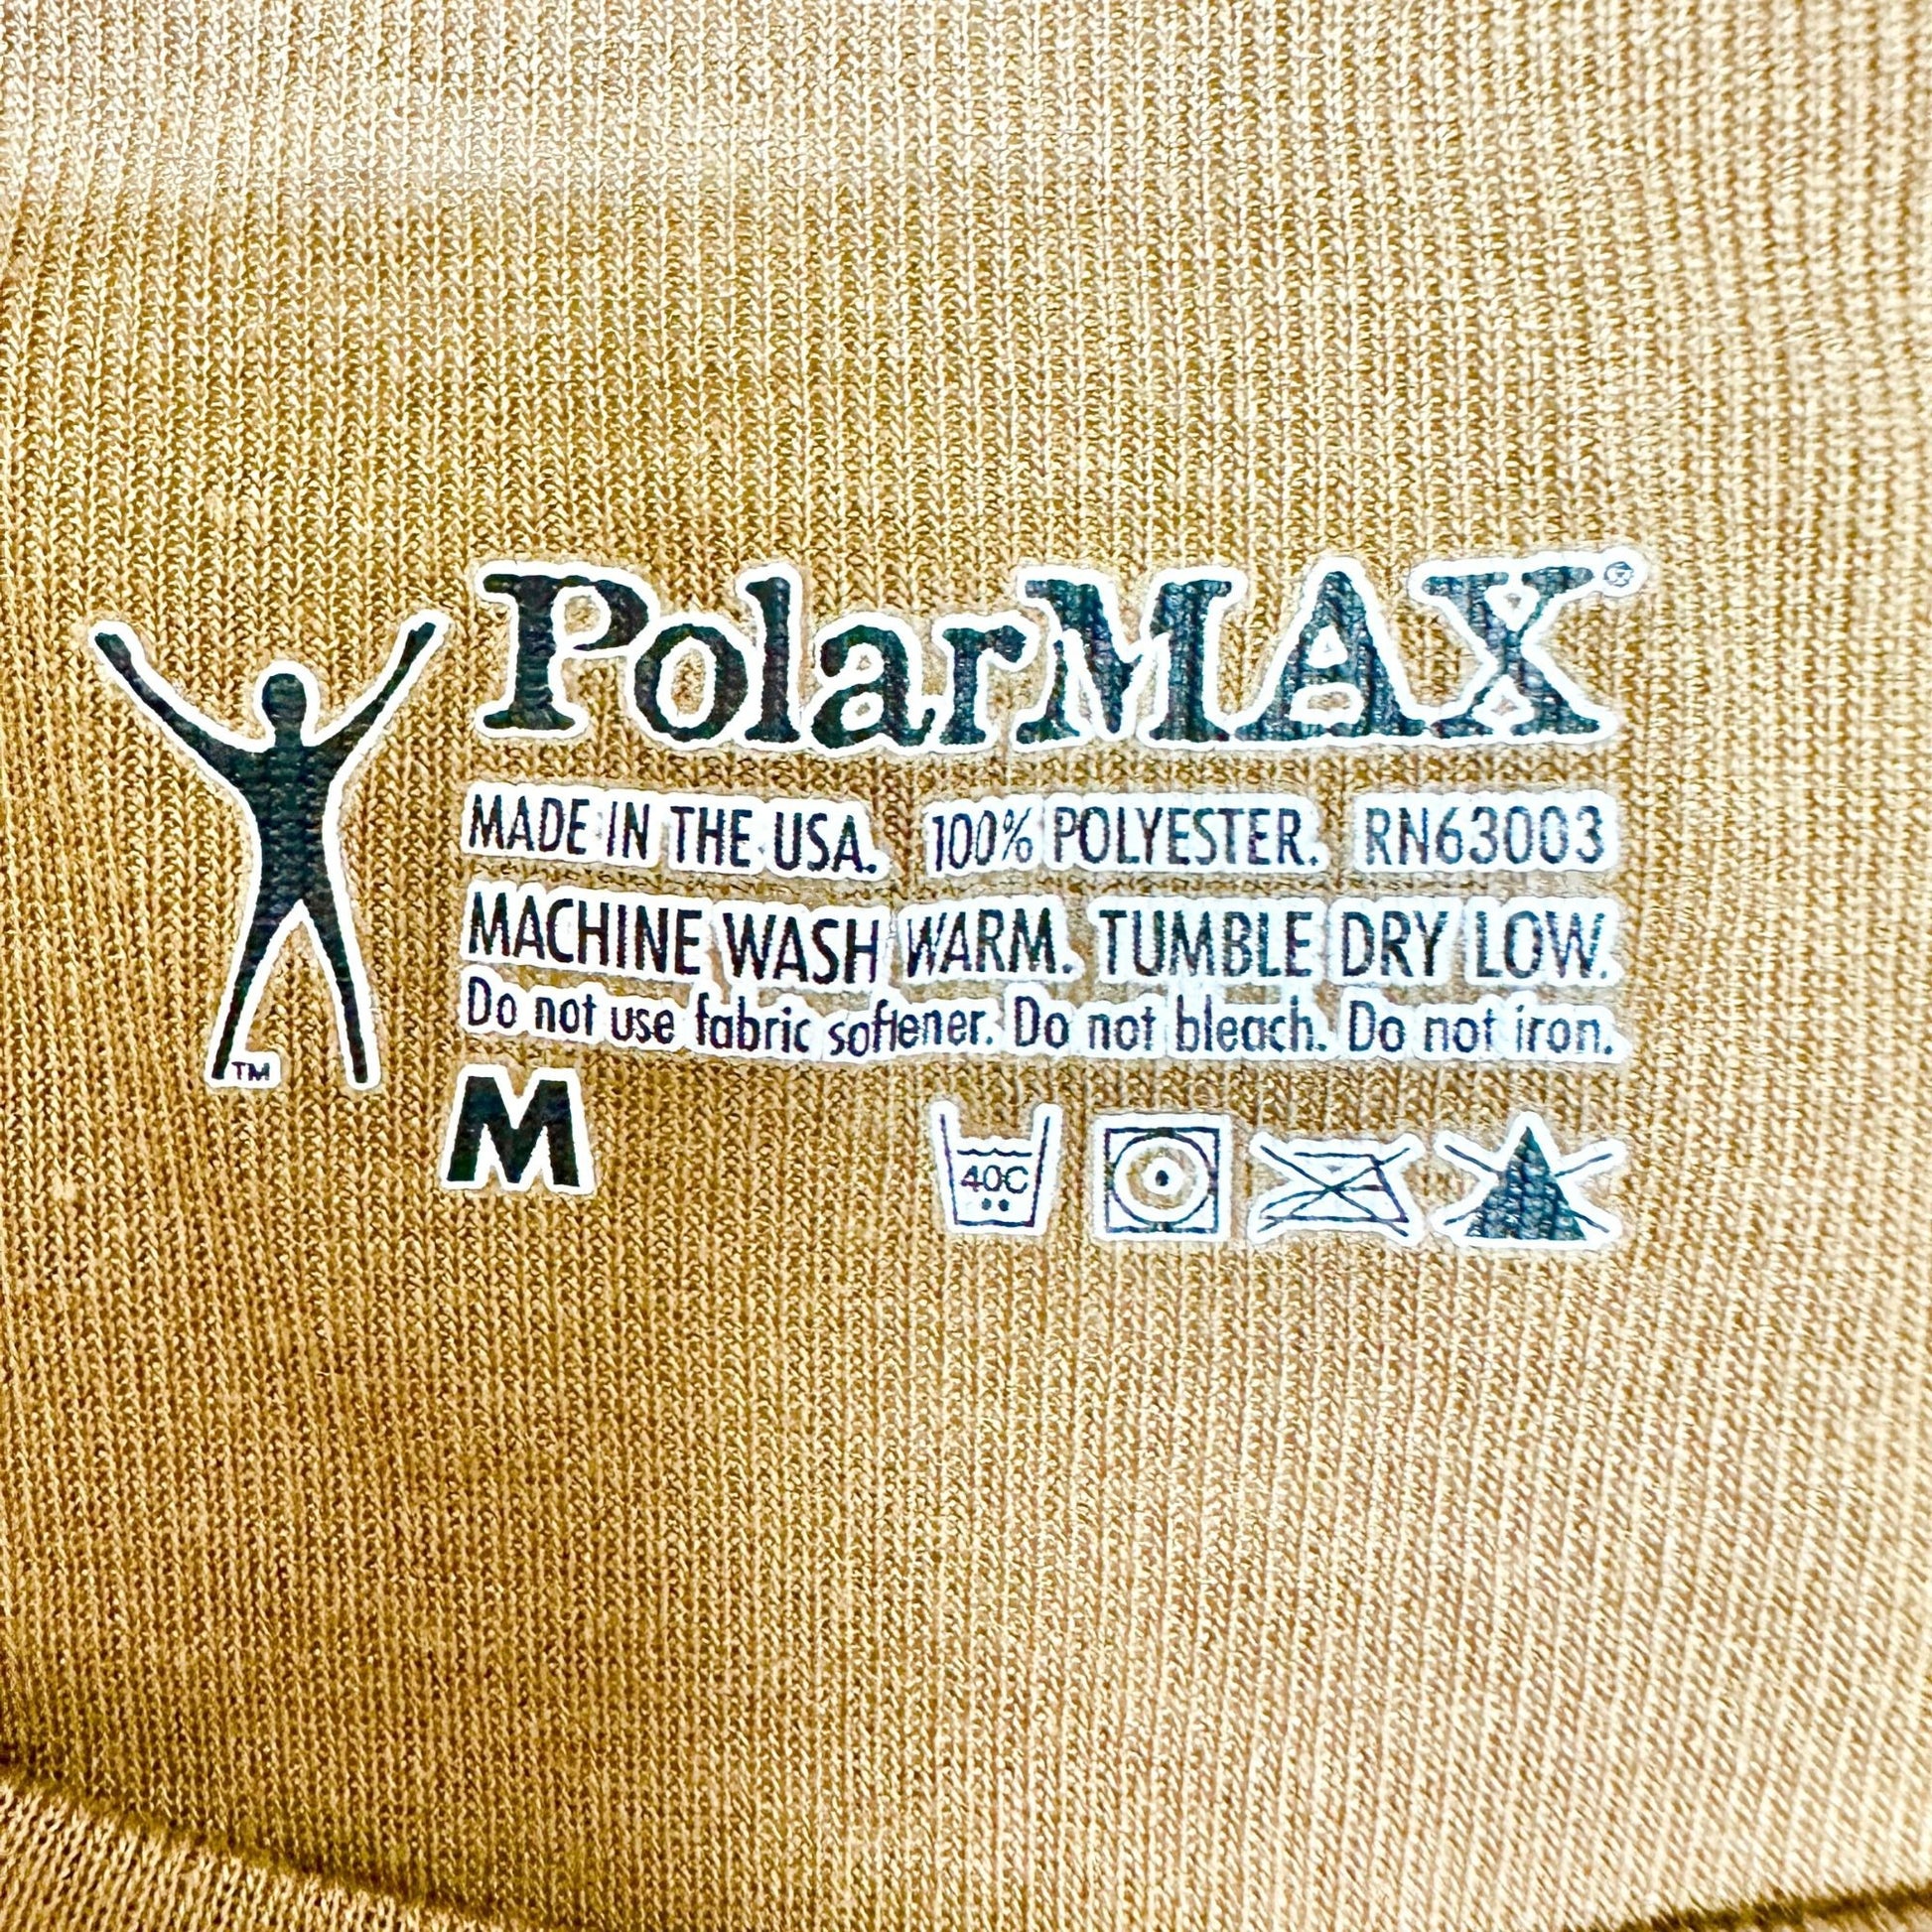 PolarMAX®
MADE IN THE USA. 100% POLYESTER. RN63003
MACHINE WASH WARM. TUMBLE DRY LOW.
Do not use fabric softener. Do not bleach. Do not iron.
TM
M
40C